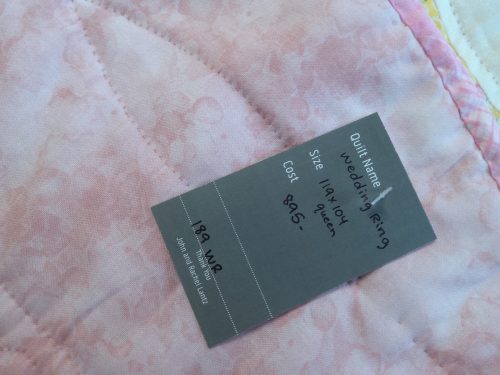 Quilt Name
Wedding Ring
Size
119x104
queen
Cost
895-
189 WR
Thank You
John and Rachel Lantz